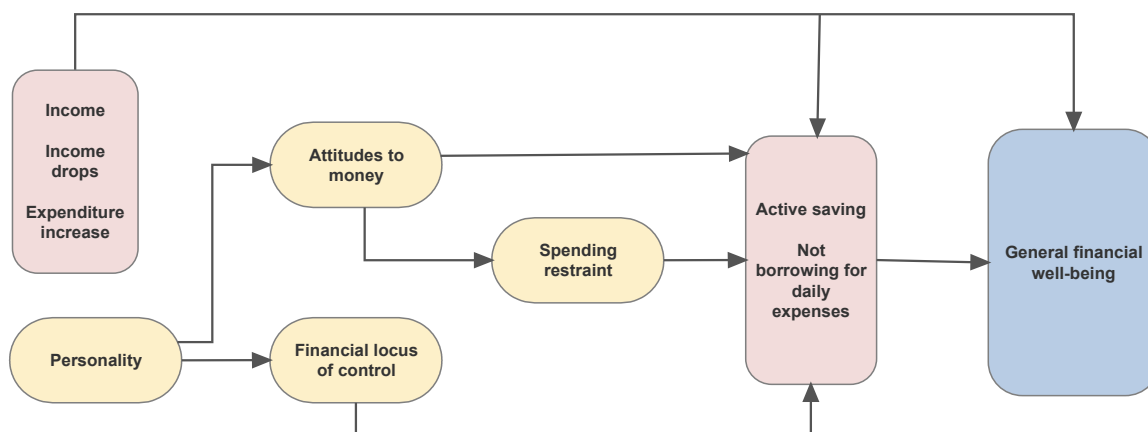 Income
Income
drops
Expenditure
increase
Attitudes to
money
Spending
restraint
Personality
Financial locus
of control
Active saving
Not
borrowing for
daily
expenses
General financial
well-being